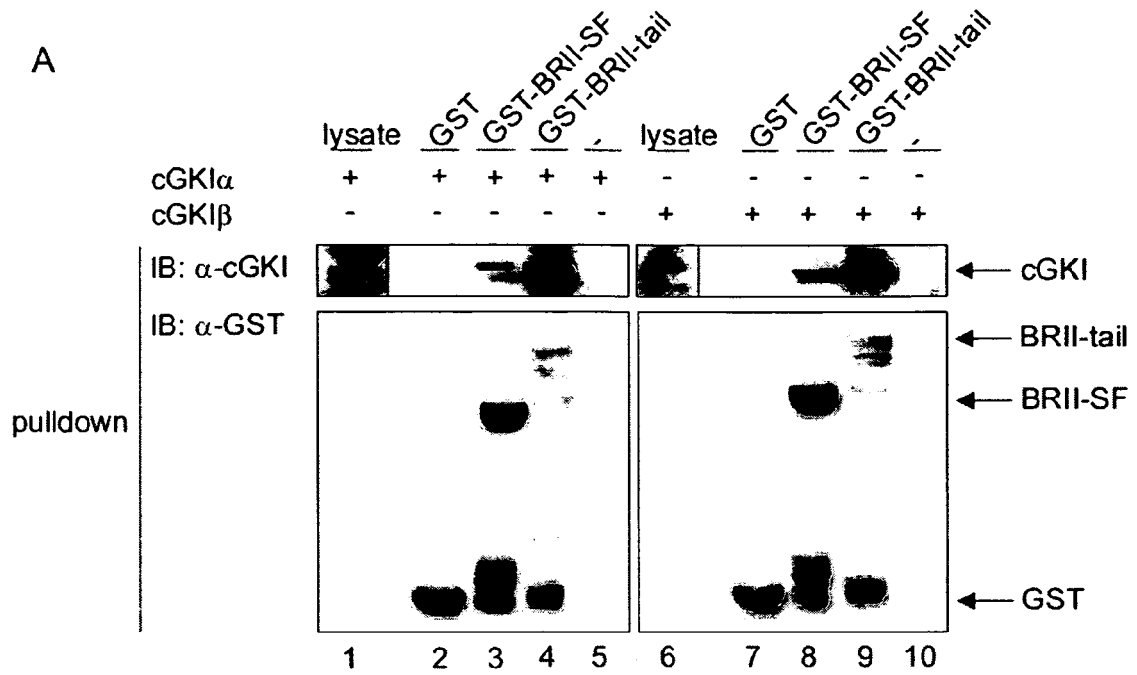 A
lysate GST GST-BRII-SF GST-BRII-tail - lysate GST GST-BRII-SF GST-BRII-tail -
cGKIα + + + + + - - - - -
cGKIβ - - - - - + + + + +
IB: α-cGKI cGKI
IB: α-GST BRII-tail
BRII-SF
pulldown
GST
1 2 3 4 5 6 7 8 9 10